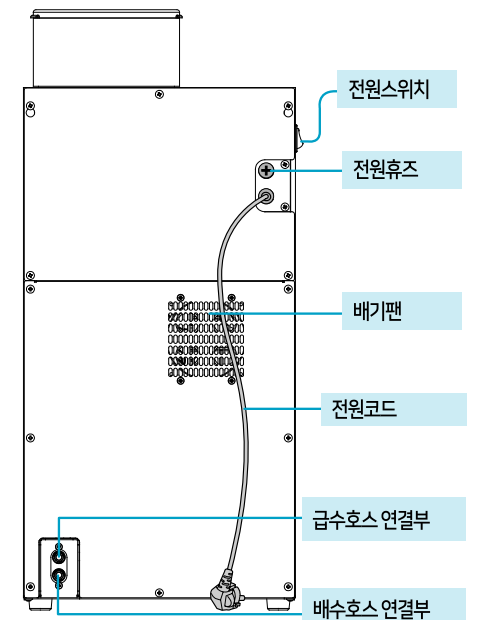 전원스위치
전원휴즈
배기팬
전원코드
급수호스 연결부
배수호스 연결부